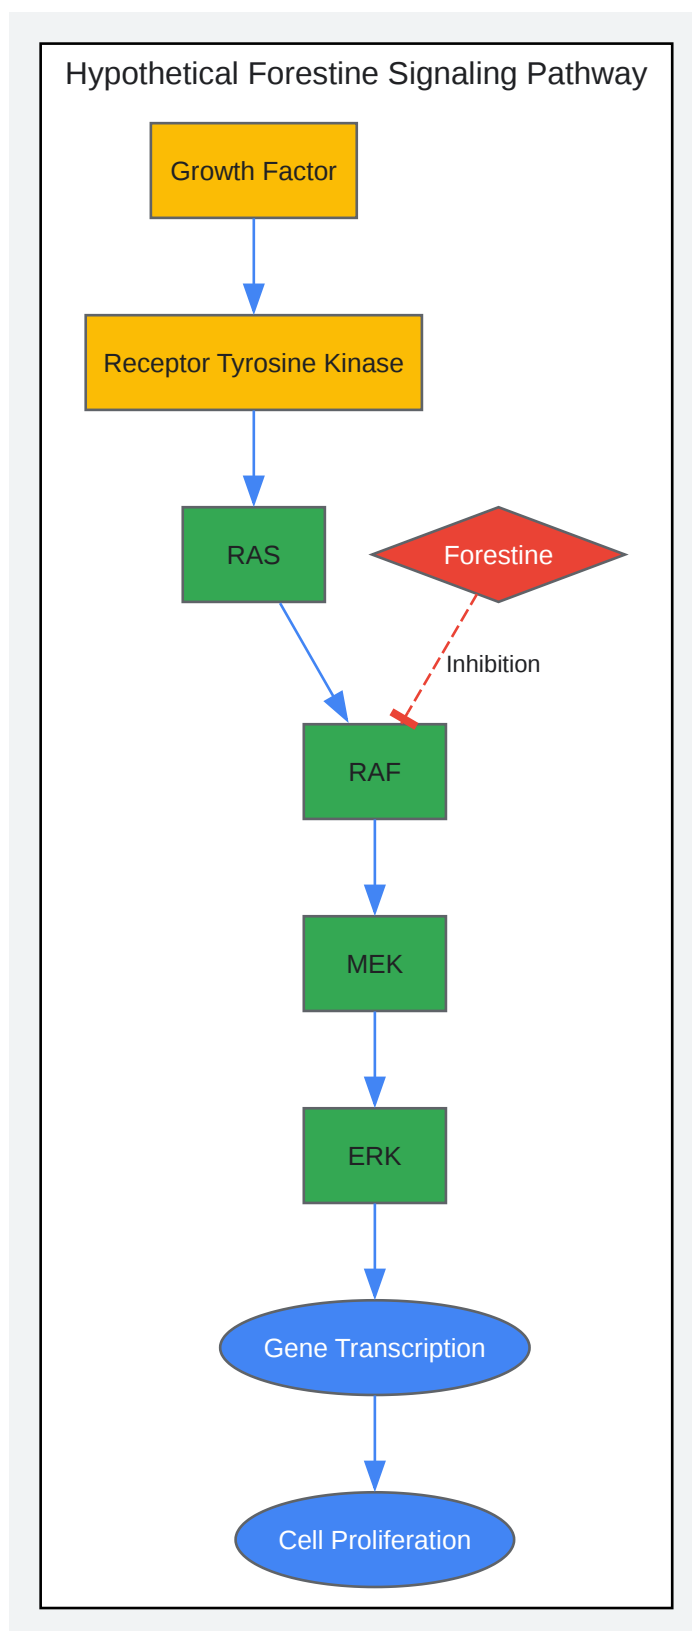 Hypothetical Forestine Signaling Pathway
Growth Factor
Receptor Tyrosine Kinase
RAS
Forestine
Inhibition
RAF
MEK
ERK
Gene Transcription
Cell Proliferation